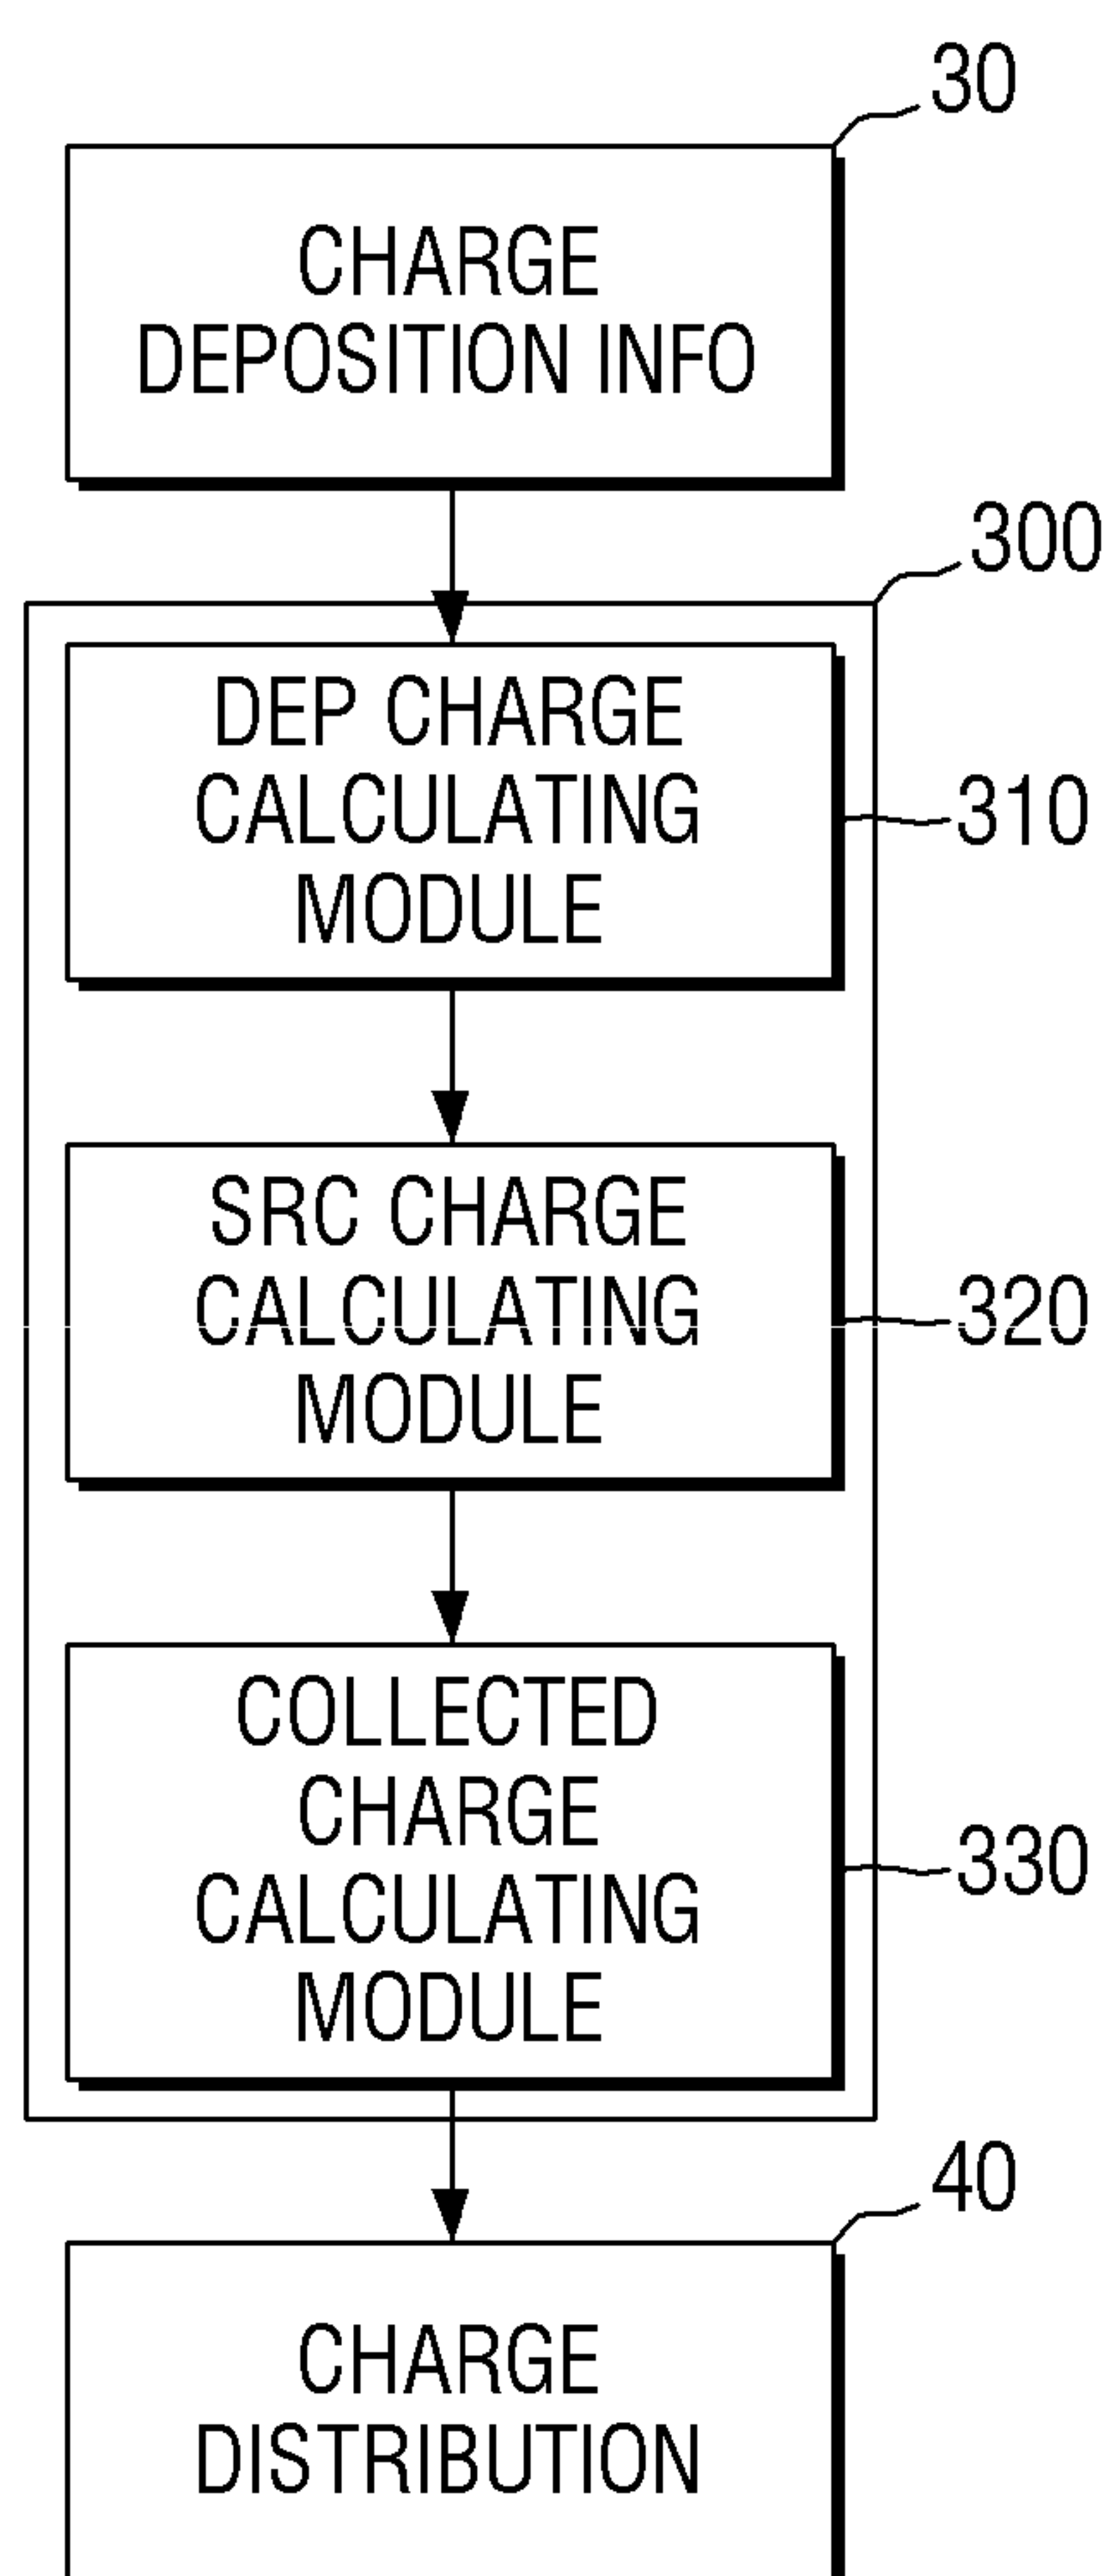 30
CHARGE
DEPOSITION INFO
300
DEP CHARGE
CALCULATING
MODULE
310
SRC CHARGE
CALCULATING
MODULE
320
COLLECTED
CHARGE
CALCULATING
MODULE
330
40
CHARGE
DISTRIBUTION